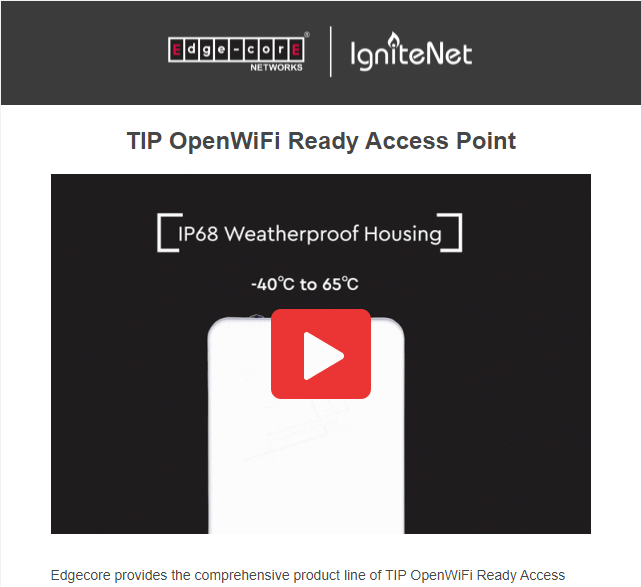 Edge-corE® | IgniteNet
NETWORKS
TIP OpenWiFi Ready Access Point
IP68 Weatherproof Housing
-40℃ to 65℃
Edgecore provides the comprehensive product line of TIP OpenWiFi Ready Access